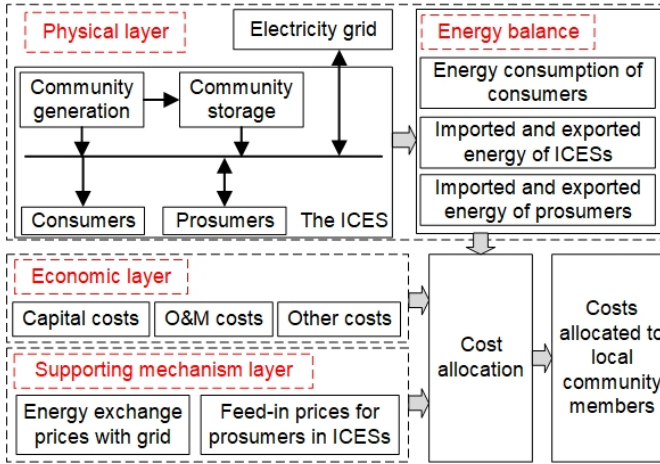 Physical layer
Electricity grid
Energy balance
Community
generation
Community
storage
Consumers
Prosumers
The ICES
Energy consumption of
consumers
Imported and exported
energy of ICESs
Imported and exported
energy of prosumers
Economic layer
Capital costs
O&M costs
Other costs
Supporting mechanism layer
Energy exchange
prices with grid
Feed-in prices for
prosumers in ICESs
Cost
allocation
Costs
allocated to
local
community
members